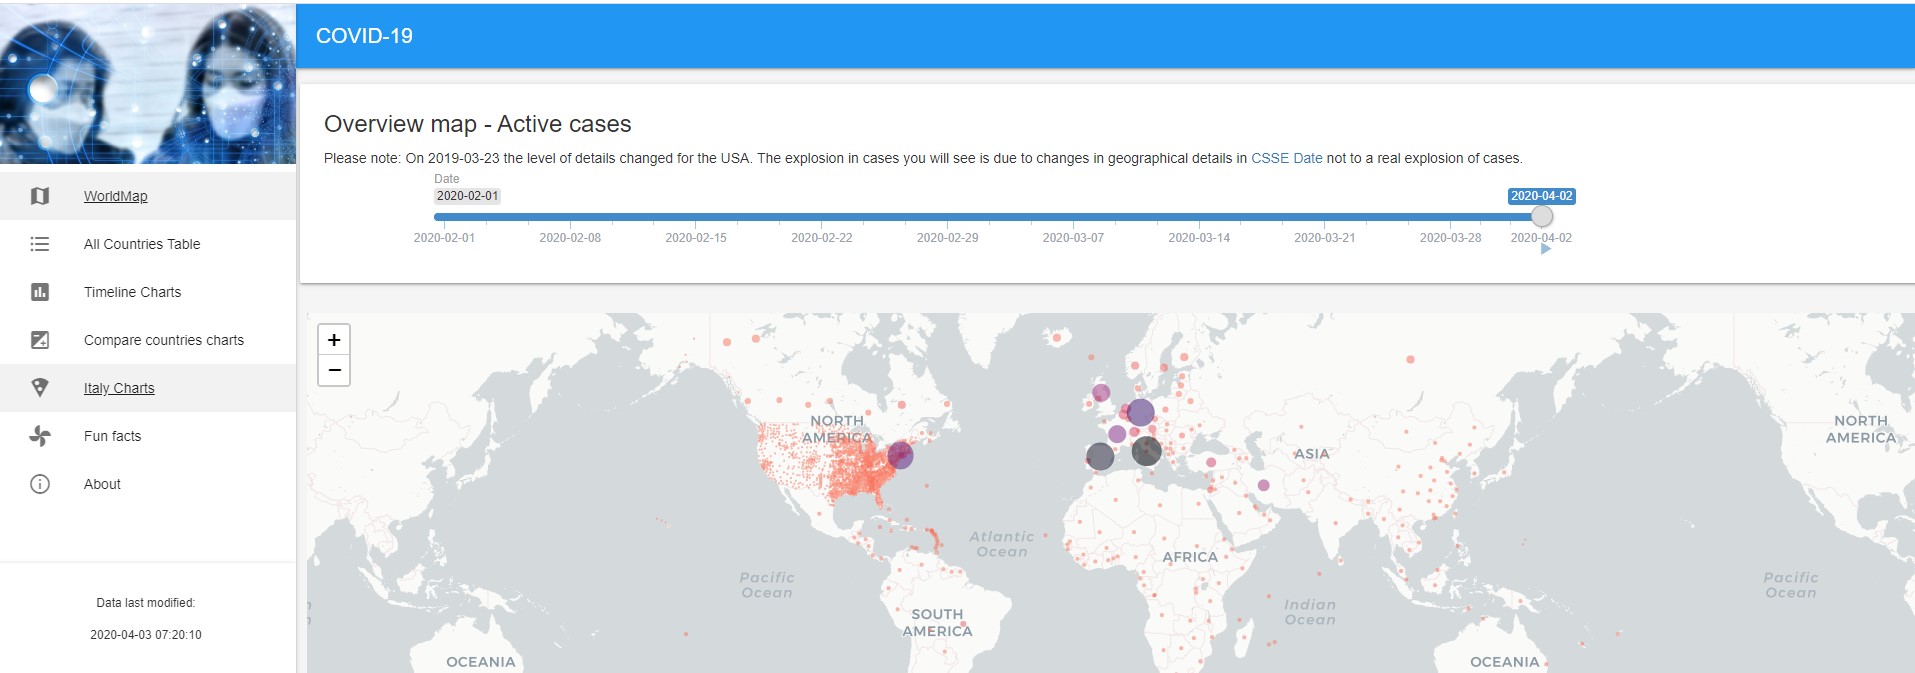 COVID-19
Overview map - Active cases
Please note: On 2019-03-23 the level of details changed for the USA. The explosion in cases you will see is due to changes in geographical details in CSSE Date not to a real explosion of cases.
Date
2020-02-01
2020-04-02
2020-02-01 2020-02-08 2020-02-15 2020-02-22 2020-02-29 2020-03-07 2020-03-14 2020-03-21 2020-03-28 2020-04-02
WorldMap
All Countries Table
Timeline Charts
Compare countries charts
Italy Charts
Fun facts
About
Data last modified:
2020-04-03 07:20:10
+
−
NORTH
AMERICA
ASIA
NORTH
AMERICA
Atlantic
Ocean
AFRICA
Pacific
Ocean
Indian
Ocean
Pacific
Ocean
SOUTH
AMERICA
OCEANIA
OCEANIA